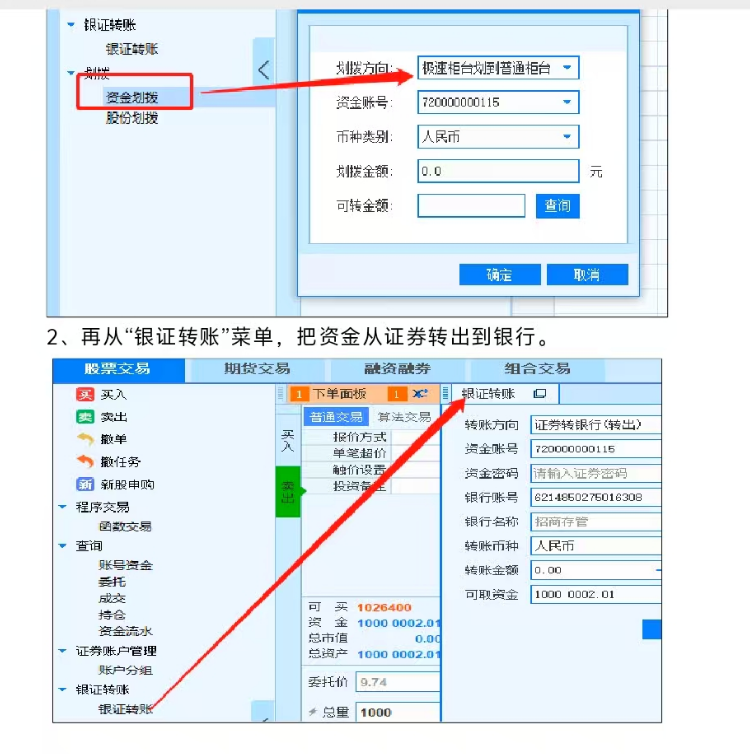 银证转账
银证转账
划拨
资金划拨
股份划拨
划拨方向:
极速柜台划到普通柜台
资金账号:
720000000115
币种类别:
人民币
划拨金额:
0.0
元
可转金额:
查询
确定
取消
2、再从“银证转账”菜单，把资金从证券转出到银行。
股票交易
期货交易
融资融券
组合交易
买 买入
卖 卖出
撤单
撤任务
新 新股申购
程序交易
函数交易
查询
账号资金
委托
成交
持仓
资金流水
证券账户管理
账户分组
银证转账
银证转账
买入
卖出
1 下单面板 1
普通交易 算法交易
报价方式
单笔超价
触价设置
投资备注
可 买 1026400
资 金 1000 0002.01
总市值 0.00
总资产 1000 0002.01
委托价 9.74
总量 1000
银证转账
转账方向 证券转银行(转出)
资金账号 720000000115
资金密码 请输入证券密码
银行账号 6214850275016308
银行名称 招商存管
转账币种 人民币
转账金额 0.00
可取资金 1000 0002.01